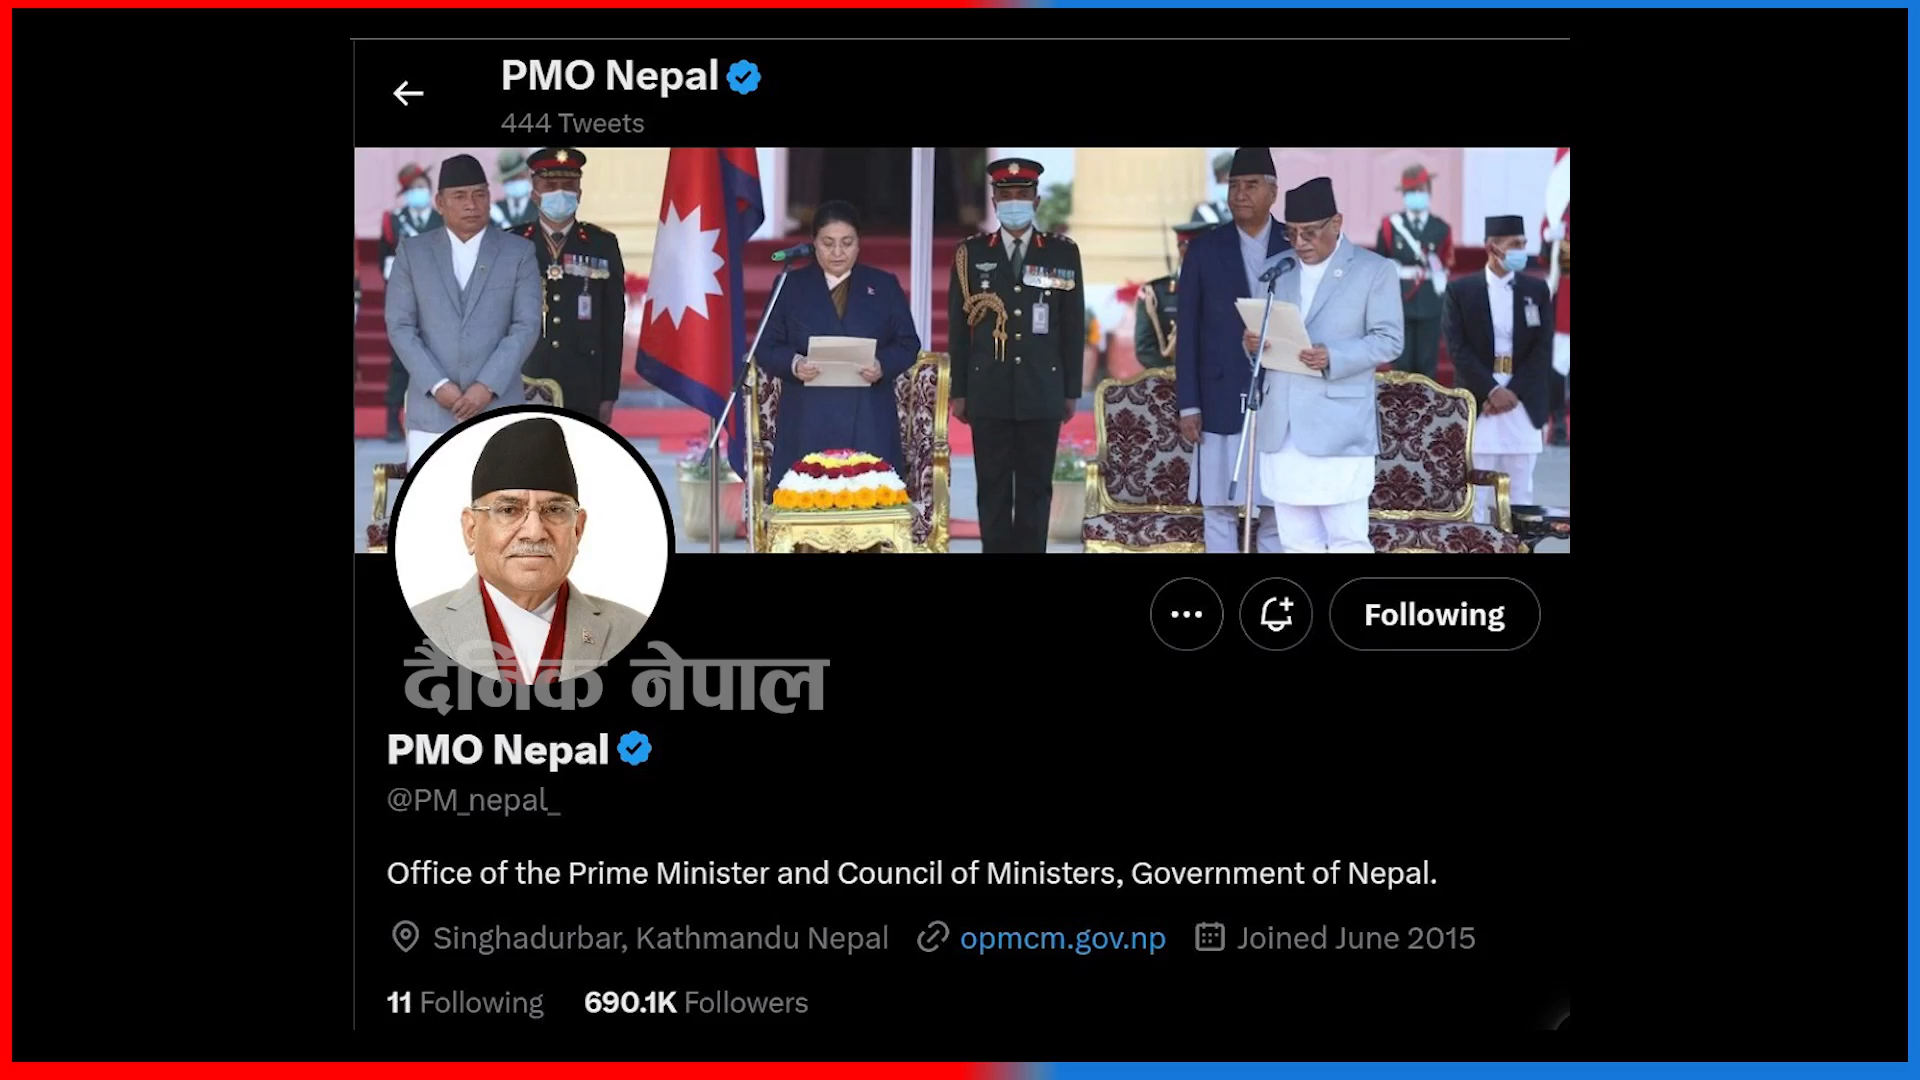 PMO Nepal
444 Tweets
Following
दैनिक नेपाल
PMO Nepal
@PM_nepal_
Office of the Prime Minister and Council of Ministers, Government of Nepal.
Singhadurbar, Kathmandu Nepal opmcm.gov.np Joined June 2015
11 Following 690.1K Followers